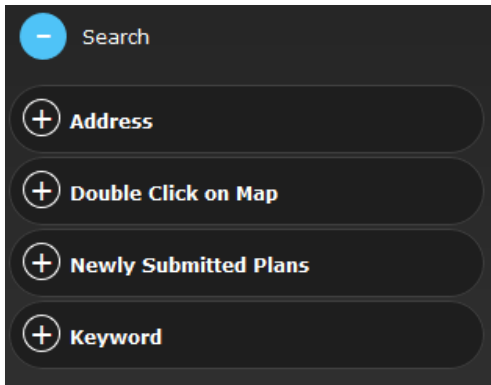 Search
Address
Double Click on Map
Newly Submitted Plans
Keyword